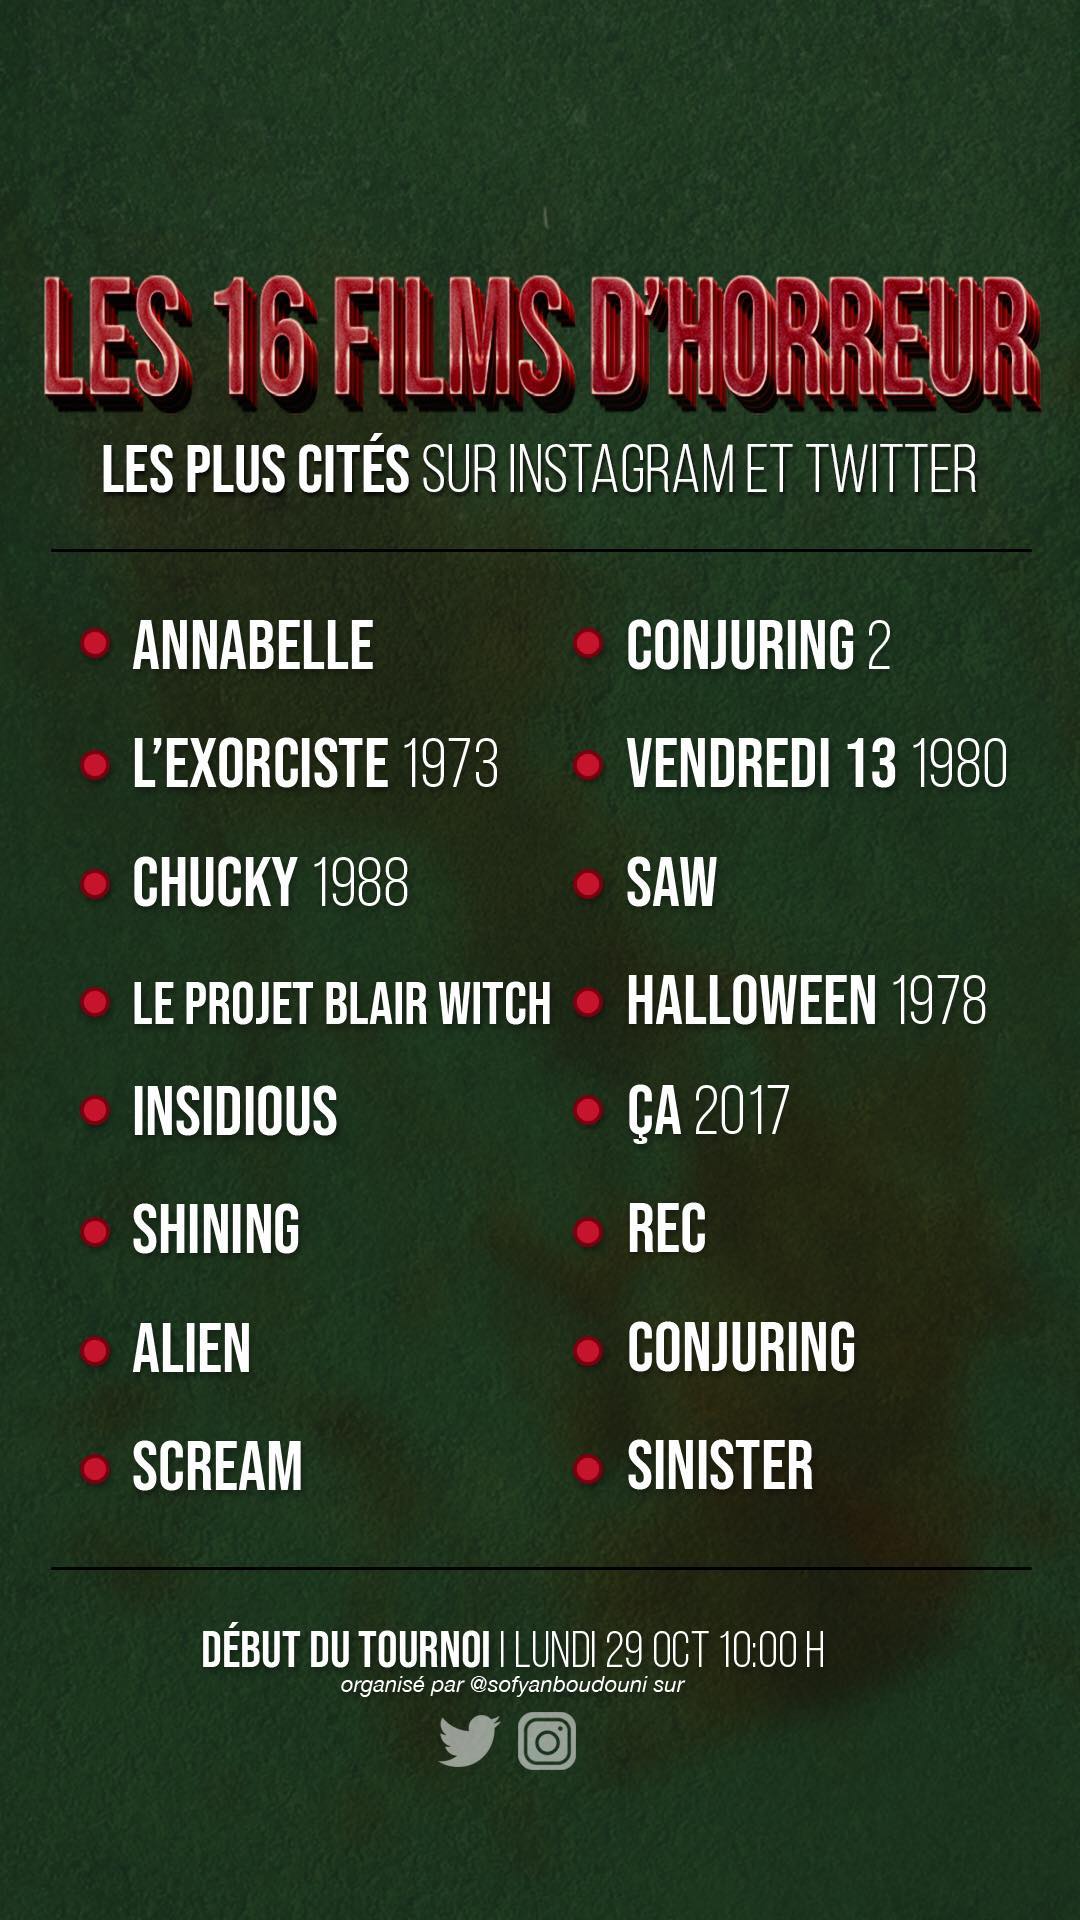 LES 16 FILMS D'HORREUR
LES PLUS CITÉS SUR INSTAGRAM ET TWITTER
ANNABELLE
L'EXORCISTE 1973
CHUCKY 1988
LE PROJET BLAIR WITCH
INSIDIOUS
SHINING
ALIEN
SCREAM
CONJURING 2
VENDREDI 13 1980
SAW
HALLOWEEN 1978
ÇA 2017
REC
CONJURING
SINISTER
DÉBUT DU TOURNOI | LUNDI 29 OCT 10:00 H
organisé par @sofyanboudouni sur